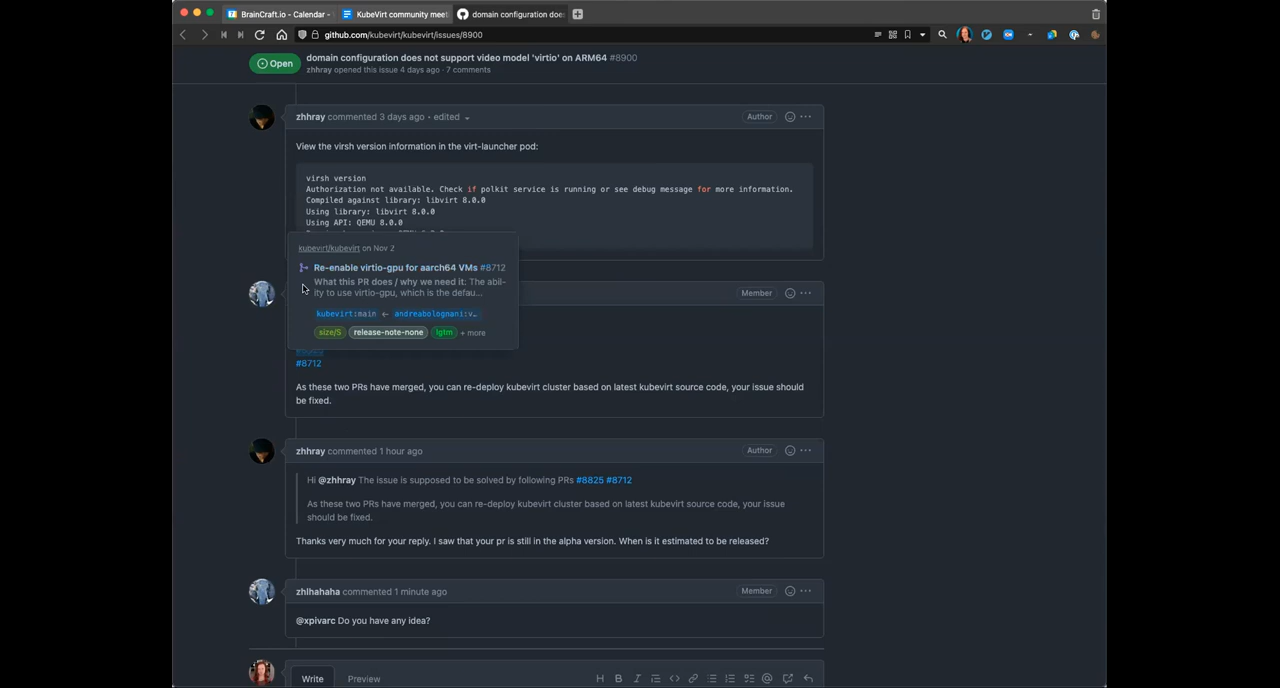 BrainCraft.io - Calendar -
KubeVirt community meet
domain configuration does
github.com/kubevirt/kubevirt/issues/8900
Open
domain configuration does not support video model 'virtio' on ARM64 #8900
zhhray opened this issue 4 days ago · 7 comments
zhhray commented 3 days ago • edited
Author
View the virsh version information in the virt-launcher pod:
virsh version
Authorization not available. Check if polkit service is running or see debug message for more information.
Compiled against library: libvirt 8.0.0
Using library: libvirt 8.0.0
Using API: QEMU 8.0.0
kubevirt/kubevirt on Nov 2
Re-enable virtio-gpu for aarch64 VMs #8712
What this PR does / why we need it: The abil-
ity to use virtio-gpu, which is the defau...
kubevirt:main ← andreabolognani:v...
size/S release-note-none lgtm + more
Member
#8712
As these two PRs have merged, you can re-deploy kubevirt cluster based on latest kubevirt source code, your issue should
be fixed.
zhhray commented 1 hour ago
Author
Hi @zhhray The issue is supposed to be solved by following PRs #8825 #8712
As these two PRs have merged, you can re-deploy kubevirt cluster based on latest kubevirt source code, your issue
should be fixed.
Thanks very much for your reply. I saw that your pr is still in the alpha version. When is it estimated to be released?
zhlhahaha commented 1 minute ago
Member
@xpivarc Do you have any idea?
Write
Preview